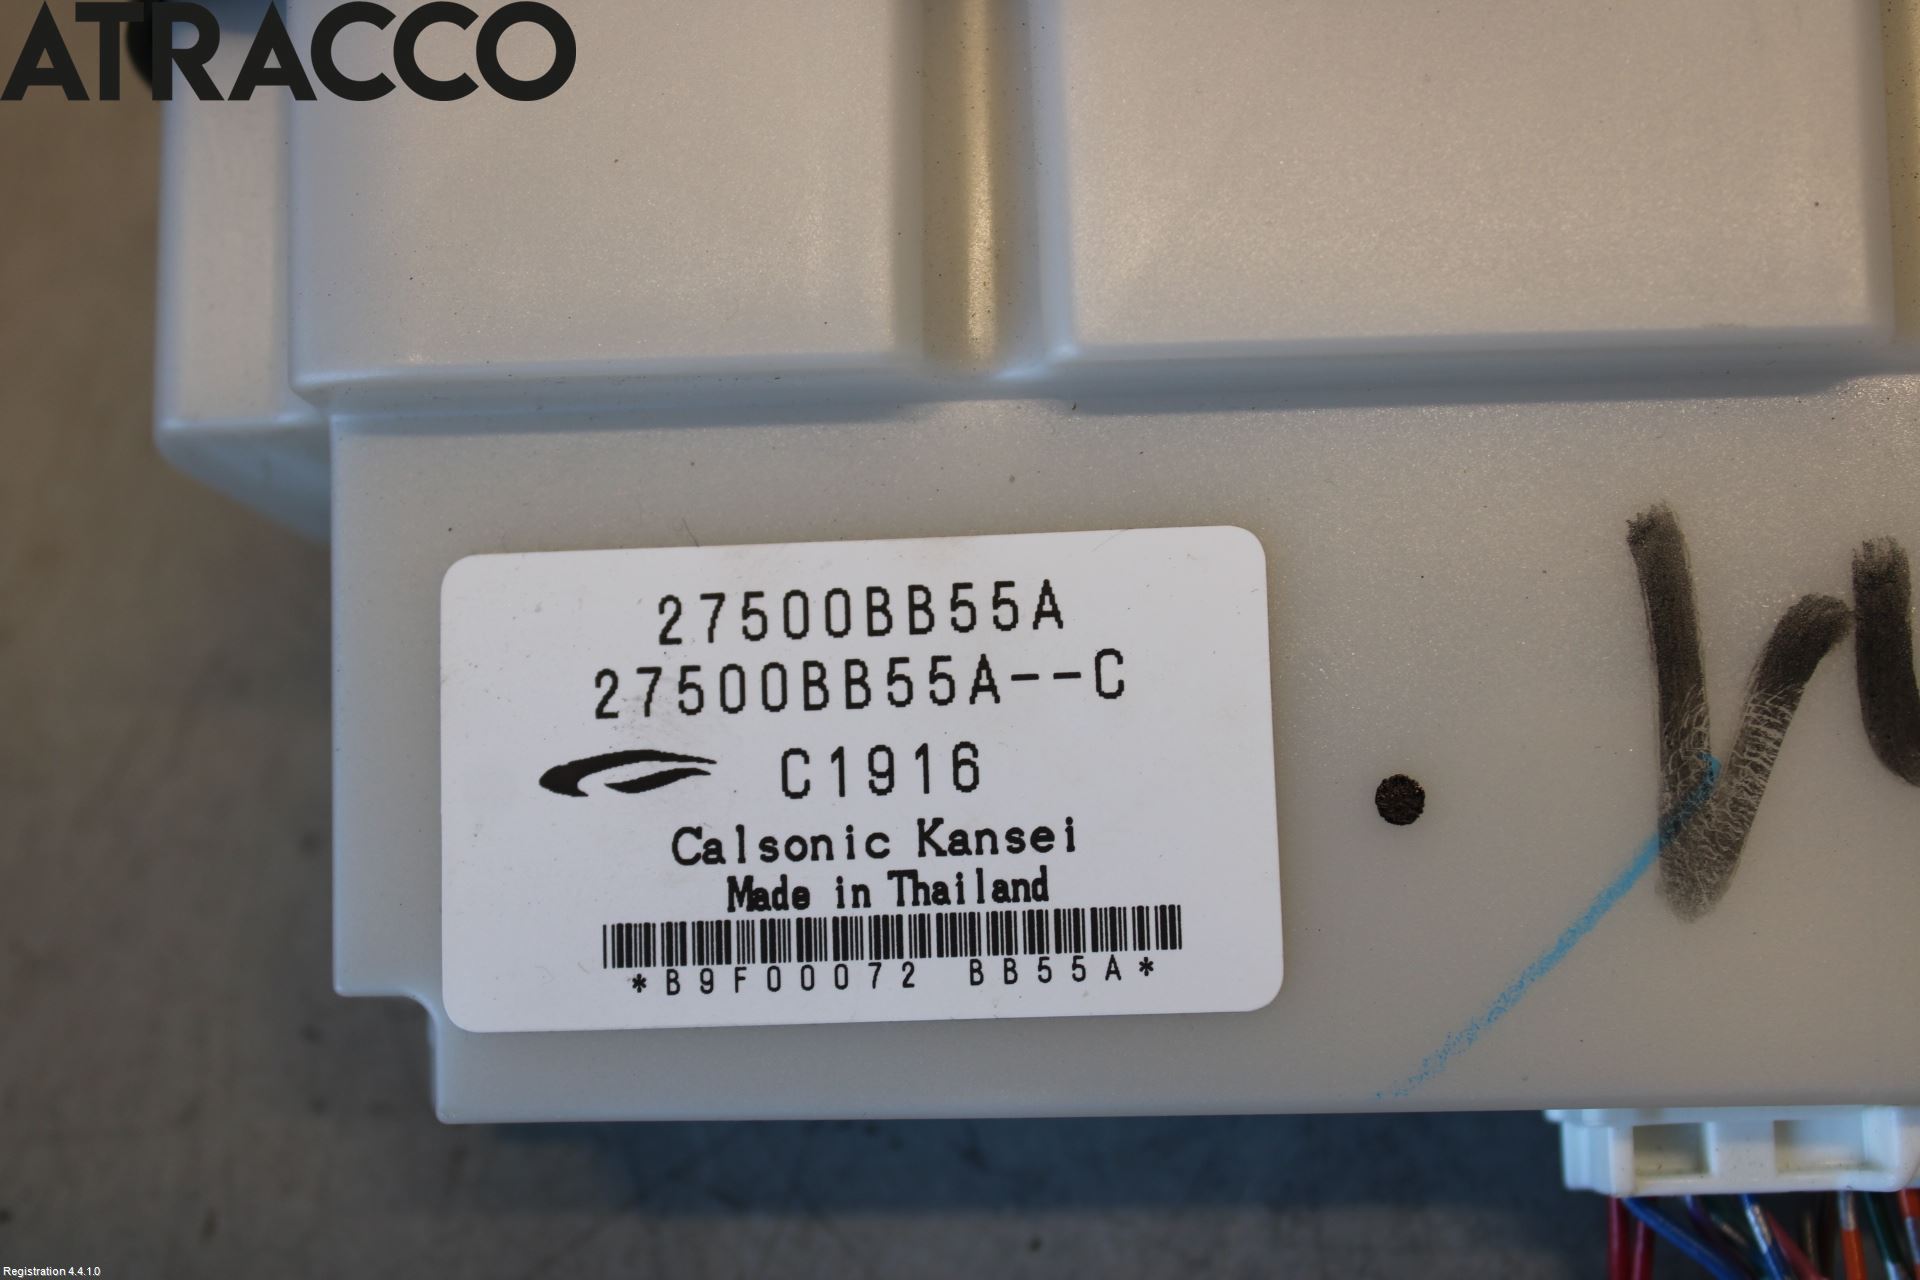 ATRACCO
27500BB55A
27500BB55A--C
C1916
Calsonic Kansei
Made in Thailand
*B9F00072 BB55A*
Registration 4.4.1.0